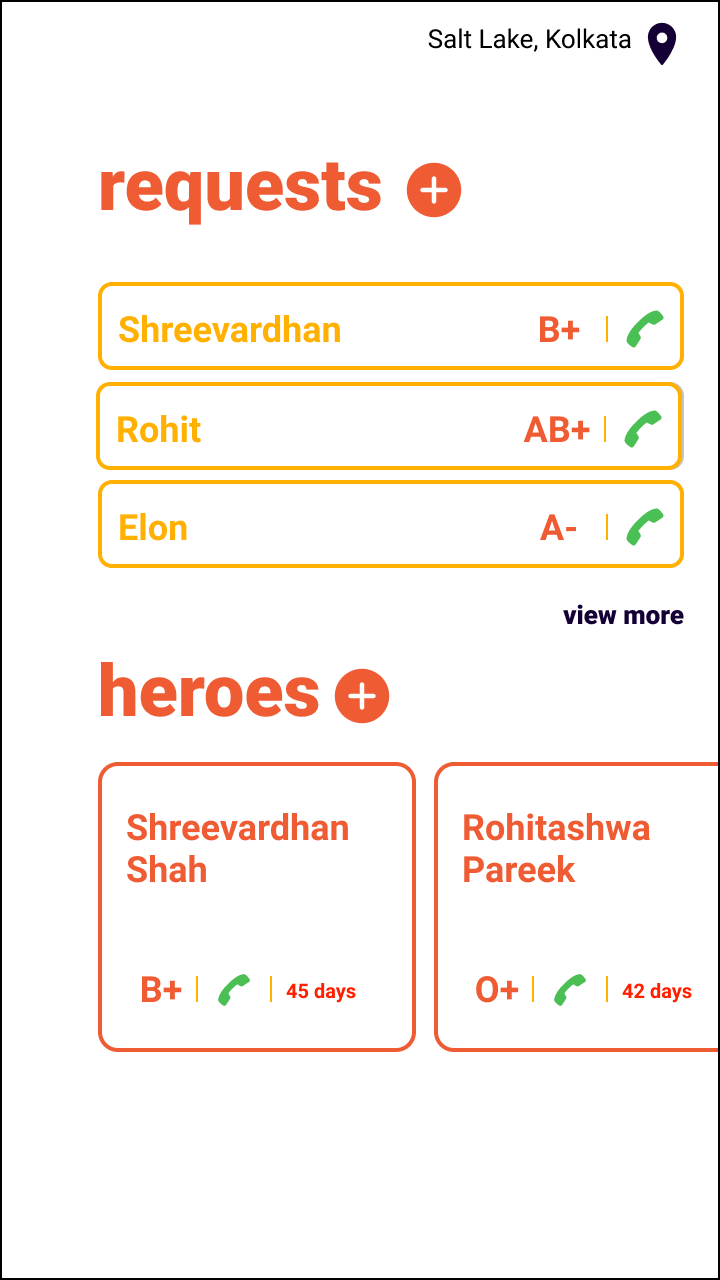 Salt Lake, Kolkata
requests
Shreevardhan B+
Rohit AB+
Elon A-
view more
heroes
Shreevardhan
Shah
B+ 45 days
Rohitashwa
Pareek
O+ 42 days